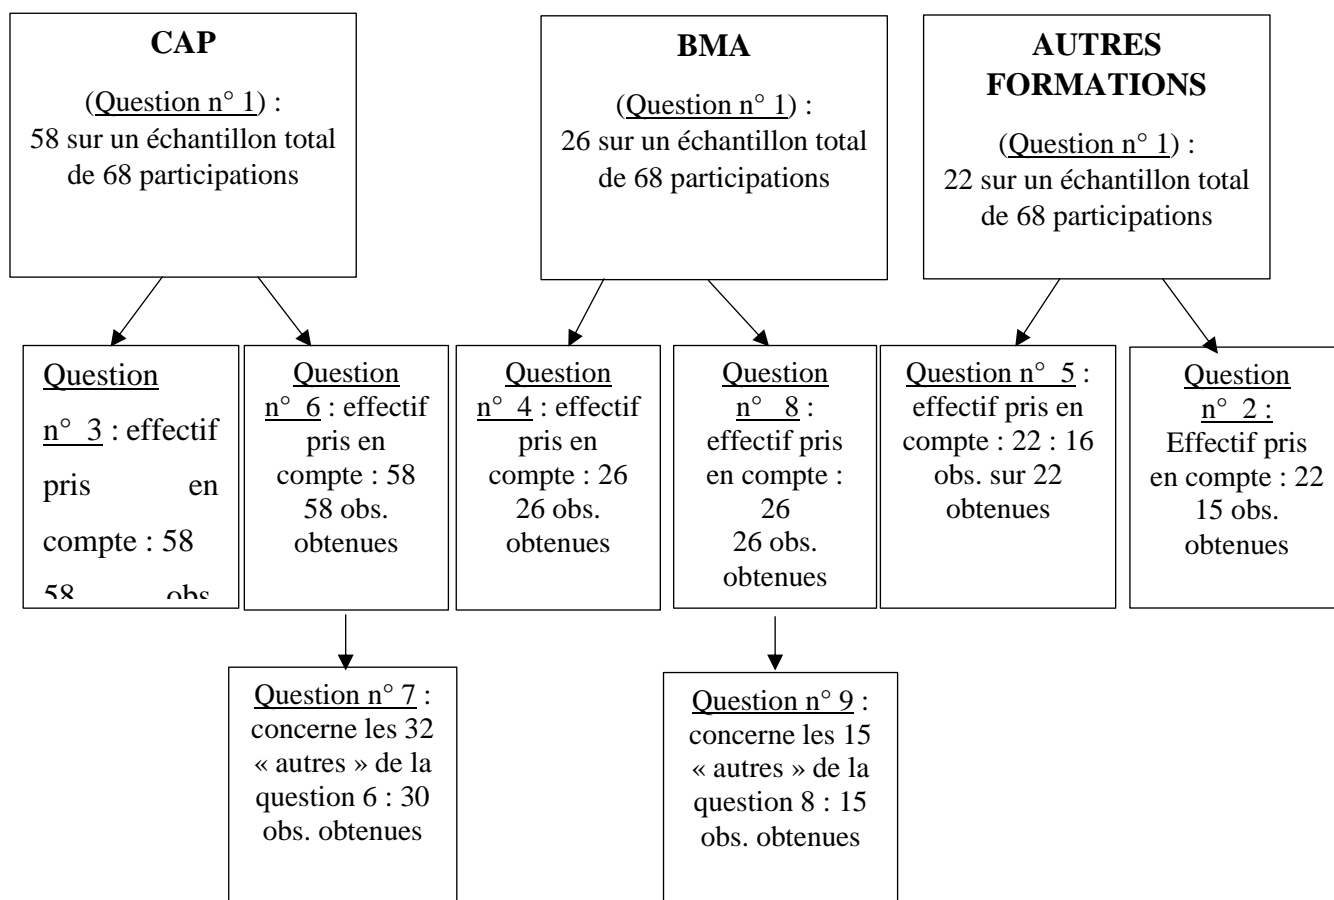 CAP
(Question n° 1) :
58 sur un échantillon total
de 68 participations
BMA
(Question n° 1) :
26 sur un échantillon total
de 68 participations
AUTRES
FORMATIONS
(Question n° 1) :
22 sur un échantillon total
de 68 participations
Question
n° 3 : effectif
pris en
compte : 58
58 obs.
Question
n° 6 : effectif
pris en
compte : 58
58 obs.
obtenues
Question
n° 4 : effectif
pris en
compte : 26
26 obs.
obtenues
Question
n° 8 :
effectif pris
en compte :
26
26 obs.
obtenues
Question n° 5 :
effectif pris en
compte : 22 : 16
obs. sur 22
obtenues
Question
n° 2 :
Effectif pris
en compte : 22
15 obs.
obtenues
Question n° 7 :
concerne les 32
« autres » de la
question 6 : 30
obs. obtenues
Question n° 9 :
concerne les 15
« autres » de la
question 8 : 15
obs. obtenues